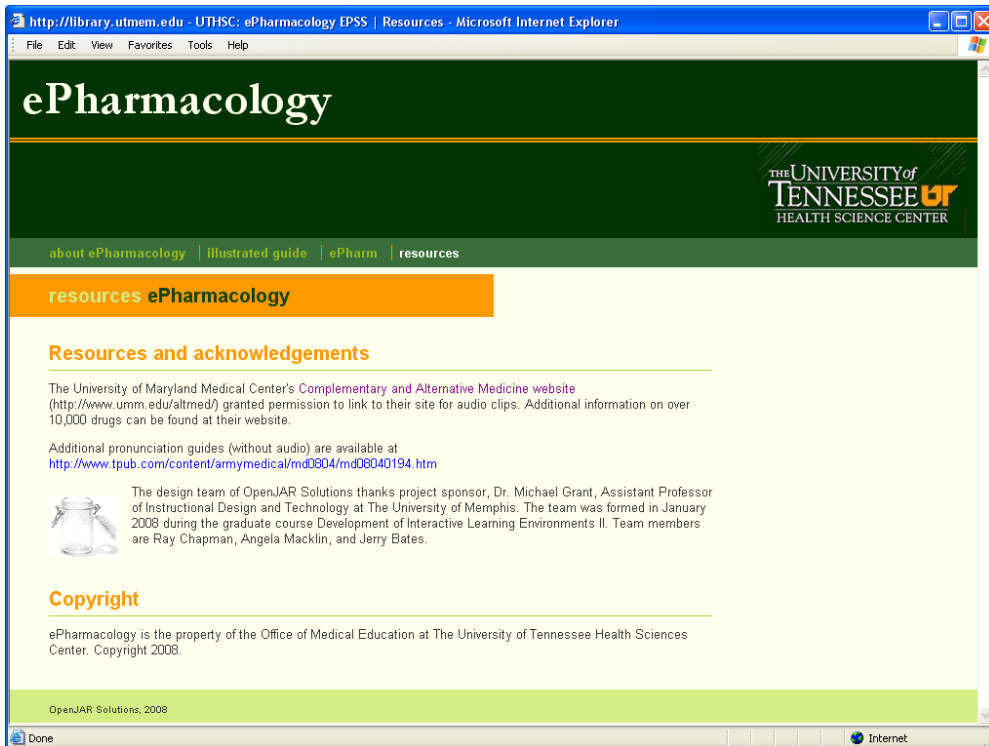 http://library.utmem.edu - UTHSC: ePharmacology EPSS | Resources - Microsoft Internet Explorer
File Edit View Favorites Tools Help
ePharmacology
THE UNIVERSITY of
TENNESSEE UT
HEALTH SCIENCE CENTER
about ePharmacology | illustrated guide | ePharm | resources
resources ePharmacology
Resources and acknowledgements
The University of Maryland Medical Center's Complementary and Alternative Medicine website
(http://www.umm.edu/altmed/) granted permission to link to their site for audio clips. Additional information on over
10,000 drugs can be found at their website.
Additional pronunciation guides (without audio) are available at
http://www.tpub.com/content/armymedical/md0804/md08040194.htm
The design team of OpenJAR Solutions thanks project sponsor, Dr. Michael Grant, Assistant Professor
of Instructional Design and Technology at The University of Memphis. The team was formed in January
2008 during the graduate course Development of Interactive Learning Environments II. Team members
are Ray Chapman, Angela Macklin, and Jerry Bates.
Copyright
ePharmacology is the property of the Office of Medical Education at The University of Tennessee Health Sciences
Center. Copyright 2008.
OpenJAR Solutions, 2008
Done
Internet